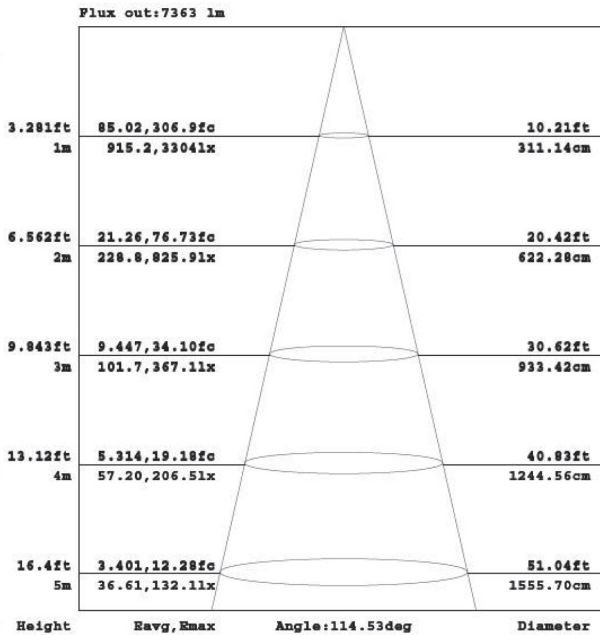 Flux out:7363 lm
3.281ft 85.02,306.9fc 10.21ft
1m 915.2,3304lx 311.14cm
6.562ft 21.26,76.73fc 20.42ft
2m 228.8,825.9lx 622.28cm
9.843ft 9.447,34.10fc 30.62ft
3m 101.7,367.1lx 933.42cm
13.12ft 5.314,19.18fc 40.83ft
4m 57.20,206.5lx 1244.56cm
16.4ft 3.401,12.28fc 51.04ft
5m 36.61,132.1lx 1555.70cm
Height Eavg,Emax Angle:114.53deg Diameter